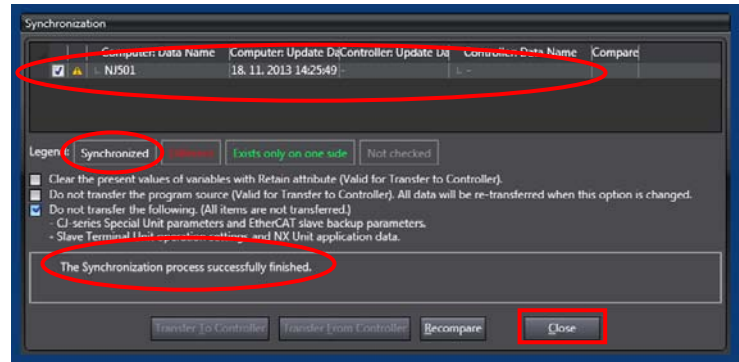 Synchronization
Computer: Data Name Computer: Update Da Controller: Update Da Controller: Data Name Compare
NJ501 18. 11. 2013 14:25:49 - -
Legend: Synchronized Different Exists only on one side Not checked
Clear the present values of variables with Retain attribute (Valid for Transfer to Controller).
Do not transfer the program source (Valid for Transfer to Controller). All data will be re-transferred when this option is changed.
Do not transfer the following. (All items are not transferred.)
- CJ-series Special Unit parameters and EtherCAT slave backup parameters.
- Slave Terminal Unit operation settings and NX Unit application data.
The Synchronization process successfully finished.
Transfer To Controller Transfer From Controller Recompare Close